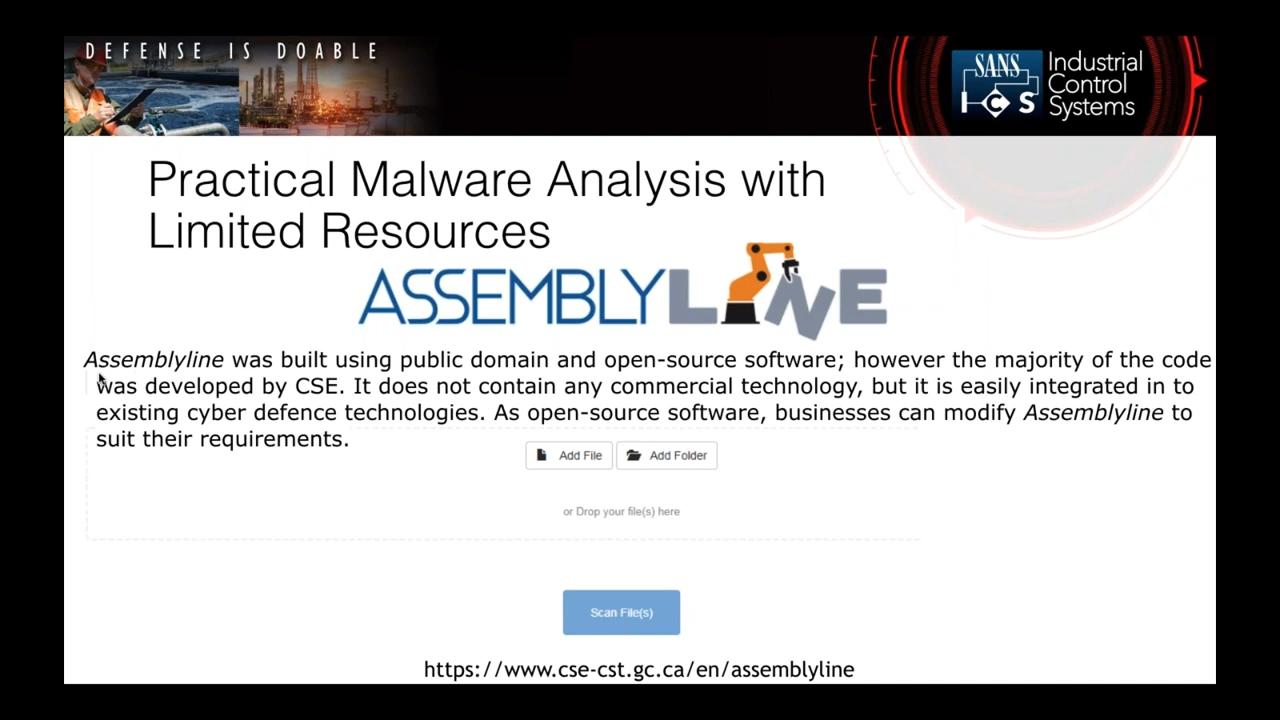 DEFENSE IS DOABLE
SANS
ICS
Industrial
Control
Systems
Practical Malware Analysis with
Limited Resources
ASSEMBLYLINE
Assemblyline was built using public domain and open-source software; however the majority of the code
was developed by CSE. It does not contain any commercial technology, but it is easily integrated in to
existing cyber defence technologies. As open-source software, businesses can modify Assemblyline to
suit their requirements.
Add File Add Folder
or Drop your file(s) here
Scan File(s)
https://www.cse-cst.gc.ca/en/assemblyline